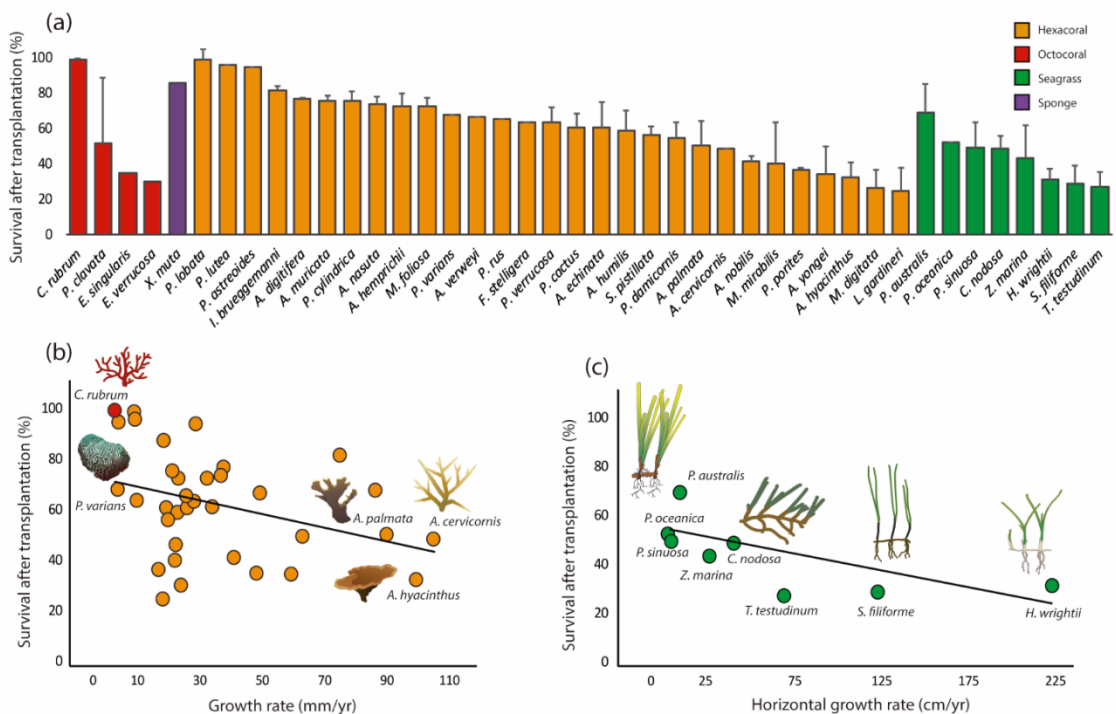 (a)
Survival after transplantation (%)
100
80
60
40
20
0
Hexacoral
Octocoral
Seagrass
Sponge
C. rubrum
P. clavata
E. singularis
E. verrucosa
X. muta
P. lobata
P. lutea
P. astreoides
I. brueggemanni
A. digitifera
A. muricata
P. cylindrica
A. nasuta
A. hemprichii
M. foliosa
P. varians
A. verweyi
P. rus
F. stelligera
P. verrucosa
P. cactus
A. echinata
A. humilis
S. pistillata
P. damicornis
A. palmata
A. cervicornis
A. nobilis
M. mirabilis
P. porites
A. yongei
A. hyacinthus
M. digitata
L. gardineri
P. australis
P. oceanica
P. sinuosa
C. nodosa
Z. marina
H. wrightii
S. filiforme
T. testudinum
(b)
Survival after transplantation (%)
100
80
60
40
20
0
C. rubrum
P. varians
A. palmata
A. cervicornis
A. hyacinthus
0 10 30 50 70 90 110
Growth rate (mm/yr)
(c)
Survival after transplantation (%)
100
80
60
40
20
0
P. australis
P. oceanica
P. sinuosa
C. nodosa
Z. marina
T. testudinum
S. filiforme
H. wrightii
0 25 75 125 175 225
Horizontal growth rate (cm/yr)